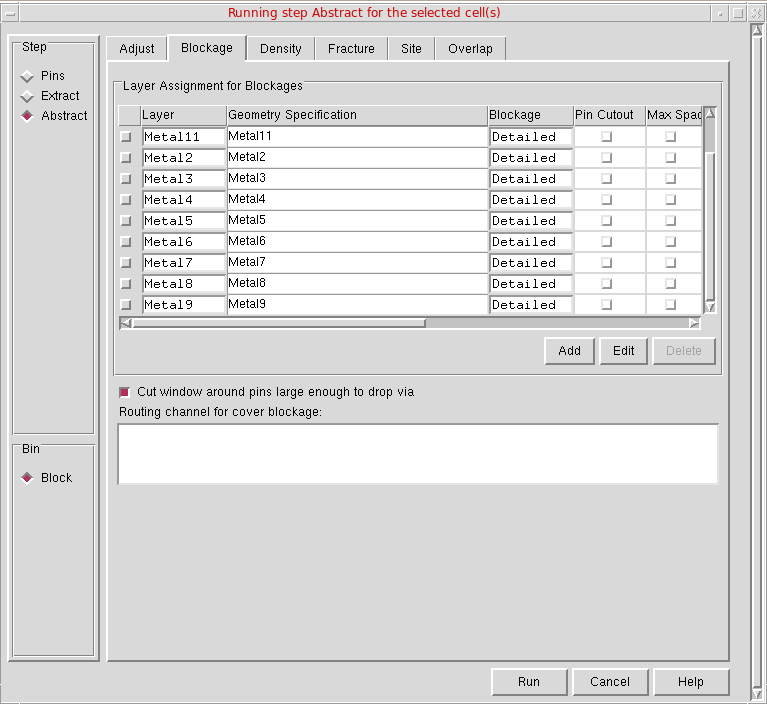 Running step Abstract for the selected cell(s)
Step
Pins
Extract
Abstract
Bin
Block
Adjust Blockage Density Fracture Site Overlap
Layer Assignment for Blockages
Layer Geometry Specification Blockage Pin Cutout Max Spac
Metal11 Metal11 Detailed
Metal2 Metal2 Detailed
Metal3 Metal3 Detailed
Metal4 Metal4 Detailed
Metal5 Metal5 Detailed
Metal6 Metal6 Detailed
Metal7 Metal7 Detailed
Metal8 Metal8 Detailed
Metal9 Metal9 Detailed
Add Edit Delete
Cut window around pins large enough to drop via
Routing channel for cover blockage:
Run Cancel Help